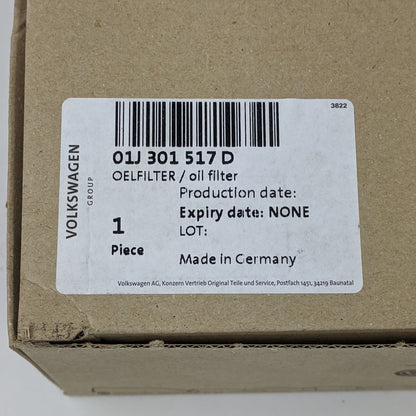 3822
VOLKSWAGEN
GROUP
01J 301 517 D
OELFILTER / oil filter
Production date:
Expiry date: NONE
1
LOT:
Piece
Made in Germany
Volkswagen AG, Konzern Vertrieb Original Teile und Service, Postfach 1451, 34219 Baunatal